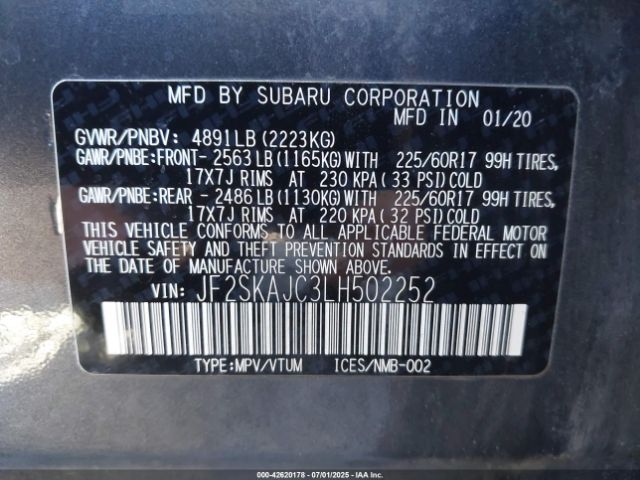 MFD BY SUBARU CORPORATION
MFD IN 01/20
GVWR/PNBV: 4891LB (2223KG)
GAWR/PNBE:FRONT- 2563 LB (1165KG)WITH 225/60R17 99H TIRES,
17X7J RIMS AT 230 KPA (33 PSI) COLD
GAWR/PNBE:REAR - 2486 LB (1130KG)WITH 225/60R17 99H TIRES,
17X7J RIMS AT 220 KPA (32 PSI) COLD
THIS VEHICLE CONFORMS TO ALL APPLICABLE FEDERAL MOTOR
VEHICLE SAFETY AND THEFT PREVENTION STANDARDS IN EFFECT ON
THE DATE OF MANUFACTURE SHOWN ABOVE.
VIN: JF2SKAJC3LH502252
TYPE:MPV/VTUM ICES/NMB-002
000-42620178 - 07/01/2025 - IAA Inc.